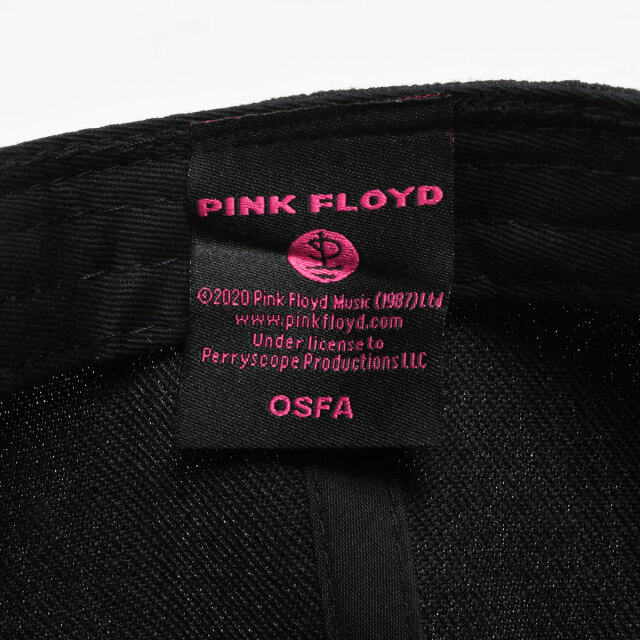 PINK FLOYD
©2020 Pink Floyd Music (1987) Ltd
www.pinkfloyd.com
Under license to
Perryscope Productions LLC
OSFA